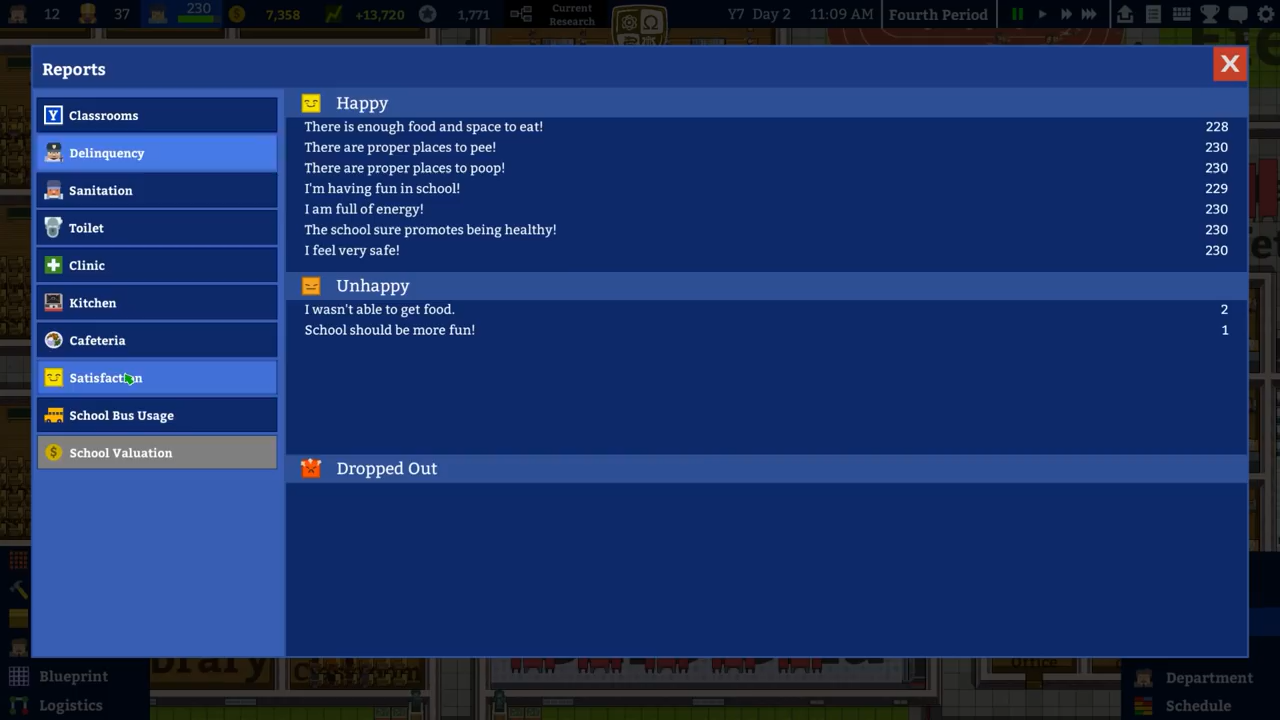 12 37 230 7,358 +13,720 1,771 Current Research Y7 Day 2 11:09 AM Fourth Period
Reports
Classrooms
Delinquency
Sanitation
Toilet
Clinic
Kitchen
Cafeteria
Satisfaction
School Bus Usage
School Valuation
Happy
There is enough food and space to eat! 228
There are proper places to pee! 230
There are proper places to poop! 230
I'm having fun in school! 229
I am full of energy! 230
The school sure promotes being healthy! 230
I feel very safe! 230
Unhappy
I wasn't able to get food. 2
School should be more fun! 1
Dropped Out
Blueprint
Logistics
Department
Schedule
Office